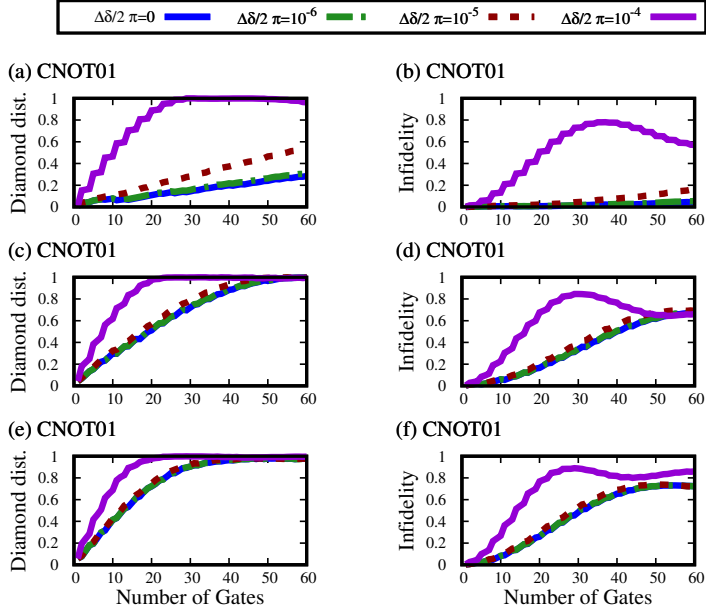 Δδ/2 π=0 Δδ/2 π=10⁻⁶ Δδ/2 π=10⁻⁵ Δδ/2 π=10⁻⁴
(a) CNOT01 (b) CNOT01
Diamond dist. Infidelity
1 0.8 0.6 0.4 0.2 0
0 10 20 30 40 50 60
1 0.8 0.6 0.4 0.2 0
0 10 20 30 40 50 60
(c) CNOT01 (d) CNOT01
Diamond dist. Infidelity
1 0.8 0.6 0.4 0.2 0
0 10 20 30 40 50 60
1 0.8 0.6 0.4 0.2 0
0 10 20 30 40 50 60
(e) CNOT01 (f) CNOT01
Diamond dist. Infidelity
1 0.8 0.6 0.4 0.2 0
0 10 20 30 40 50 60
1 0.8 0.6 0.4 0.2 0
0 10 20 30 40 50 60
Number of Gates Number of Gates